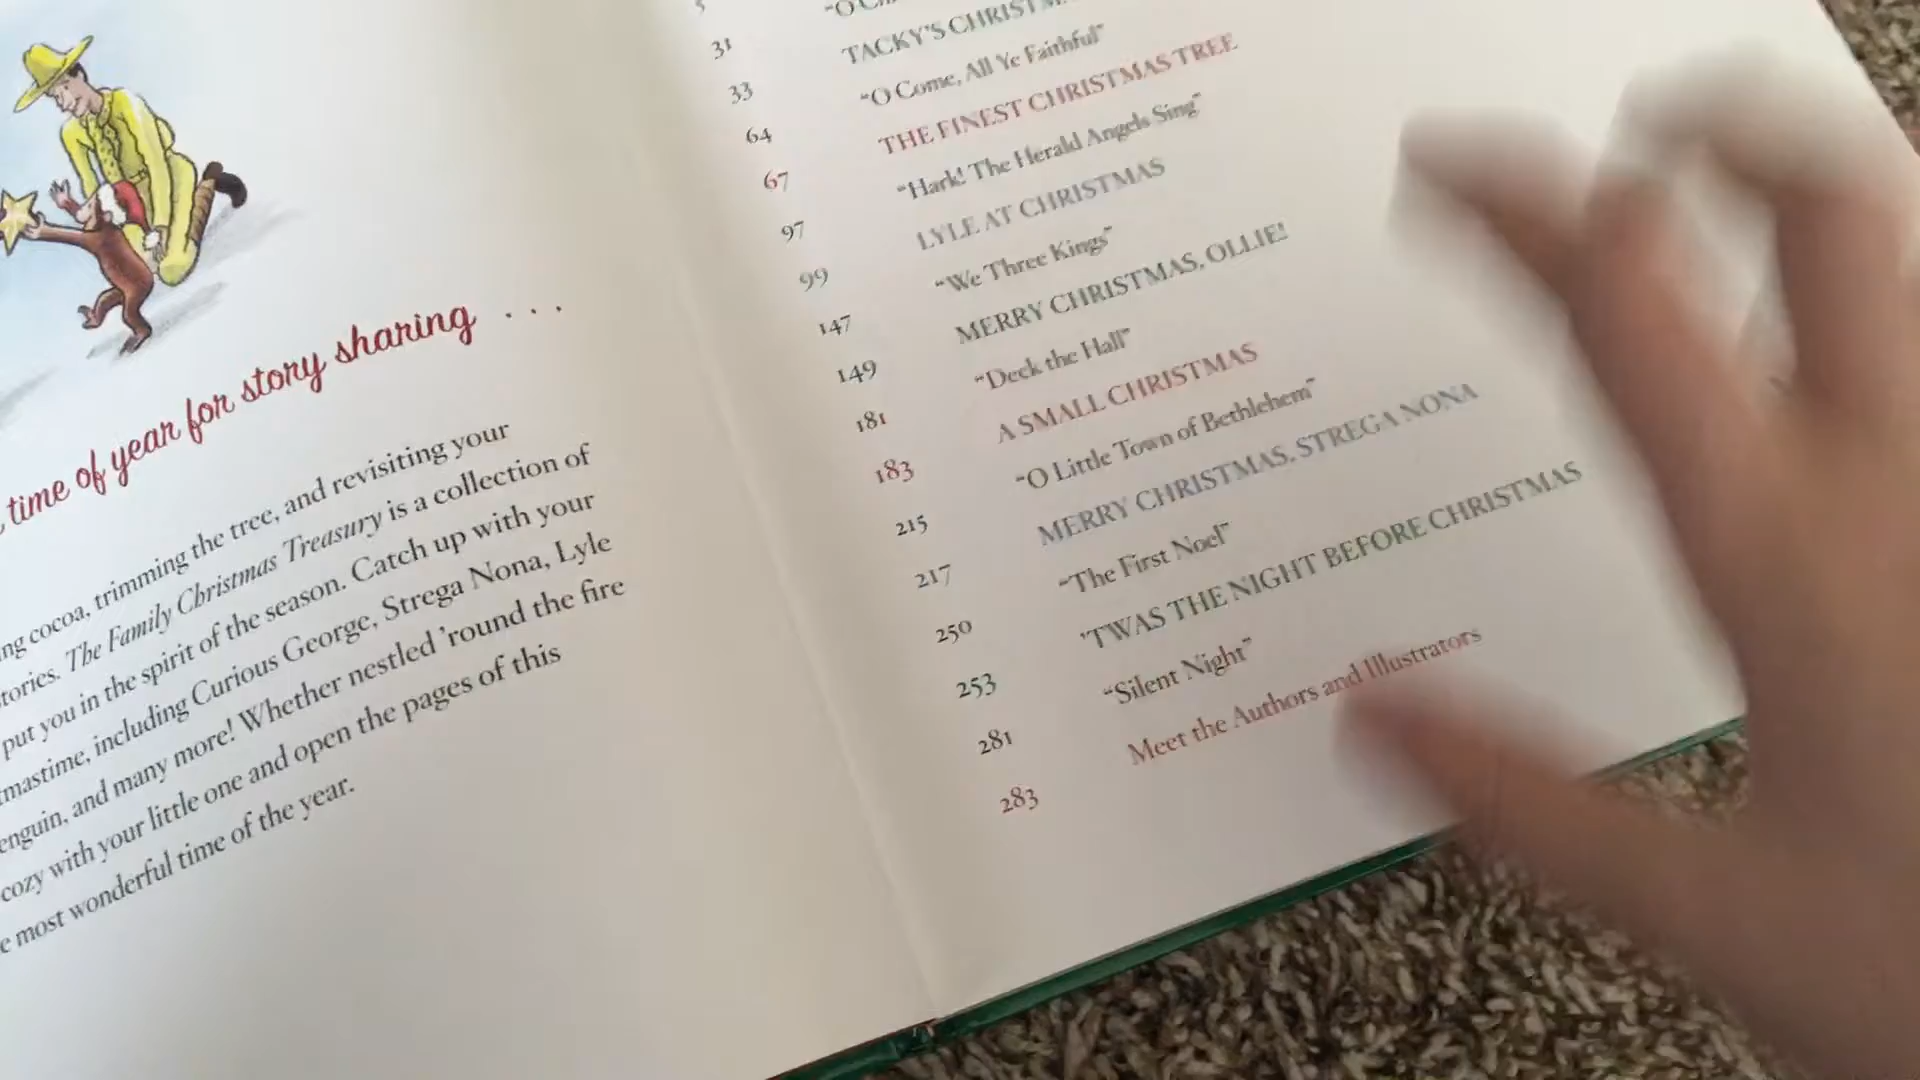 time of year for story sharing . . .
cocoa, trimming the tree, and revisiting your
The Family Christmas Treasury is a collection of
put you in the spirit of the season. Catch up with your
including Curious George, Strega Nona, Lyle
and many more! Whether nestled ’round the fire
cozy with your little one and open the pages of this
most wonderful time of the year.
5
31 “O
33 TACKY’S
64 “O Come, All Ye Faithful”
67 THE FINEST CHRISTMAS TREE
97 “Hark! The Herald Angels Sing”
99 LYLE AT CHRISTMAS
147 “We Three Kings”
149 MERRY CHRISTMAS, OLLIE!
181 “Deck the Hall”
183 A SMALL CHRISTMAS
215 “O Little Town of Bethlehem”
217 MERRY CHRISTMAS, STREGA NONA
250 “The First Noel”
253 ’TWAS THE NIGHT BEFORE CHRISTMAS
281 “Silent Night”
283 Meet the Authors and Illustrators